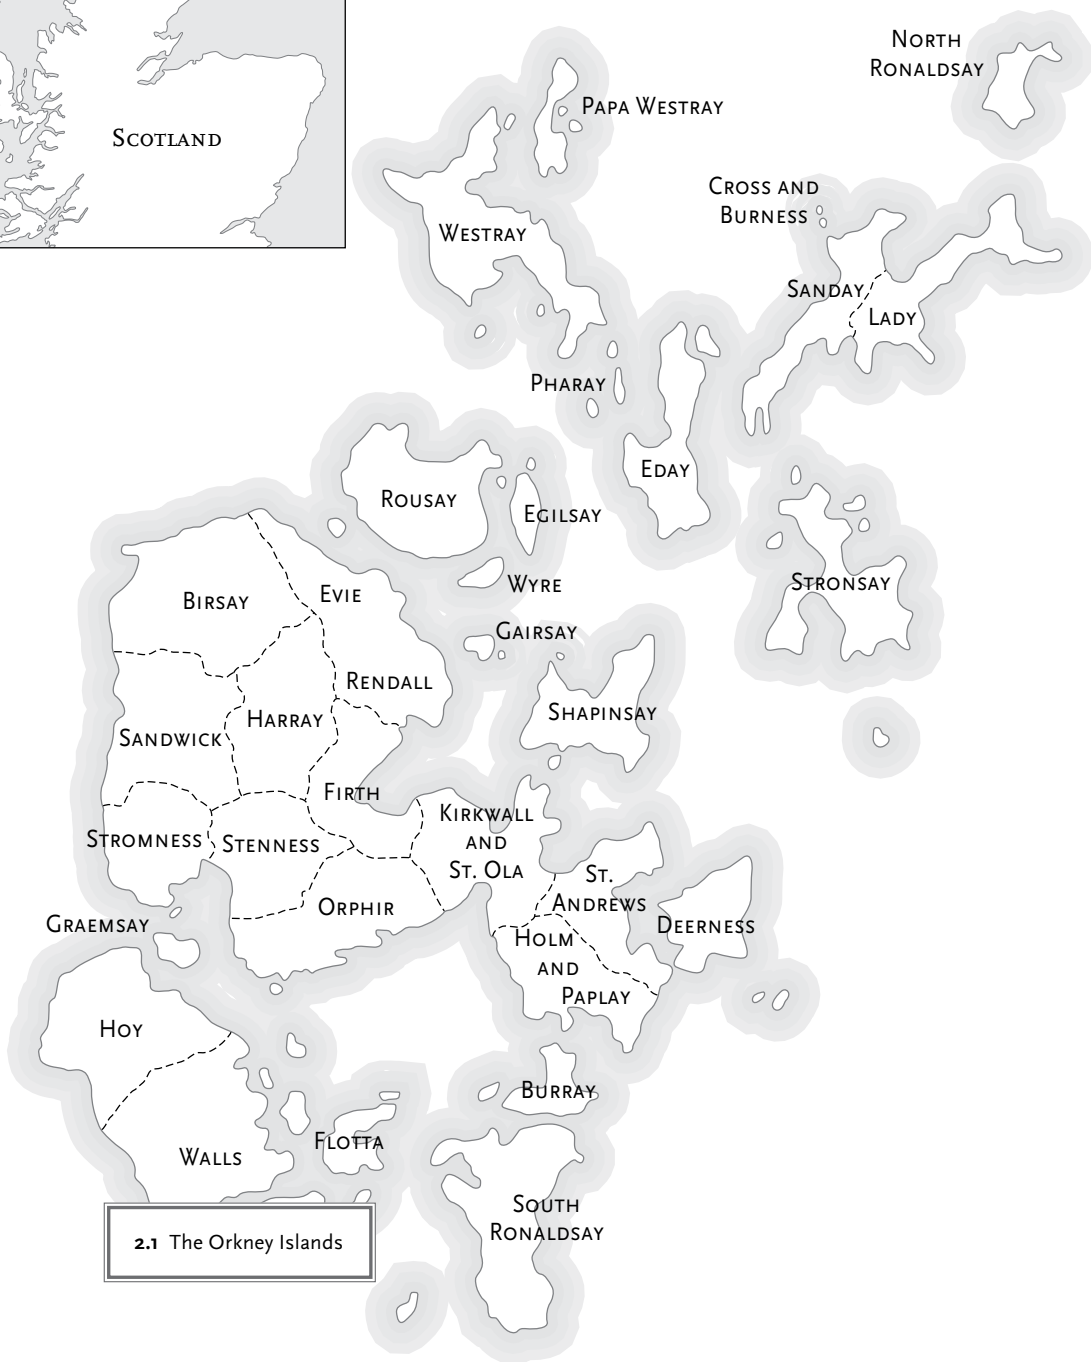 Scotland
North
Ronaldsay
Papa Westray
Cross and
Burness
Westray
Sanday
Lady
Pharay
Eday
Rousay
Egilsay
Stronsay
Wyre
Birsay
Evie
Gairsay
Rendall
Shapinsay
Harray
Sandwick
Firth
Kirkwall
and
St. Ola
Stromness
Stenness
St.
Andrews
Orphir
Deerness
Graemsay
Holm
and
Paplay
Hoy
Burray
Flotta
Walls
South
Ronaldsay
2.1 The Orkney Islands